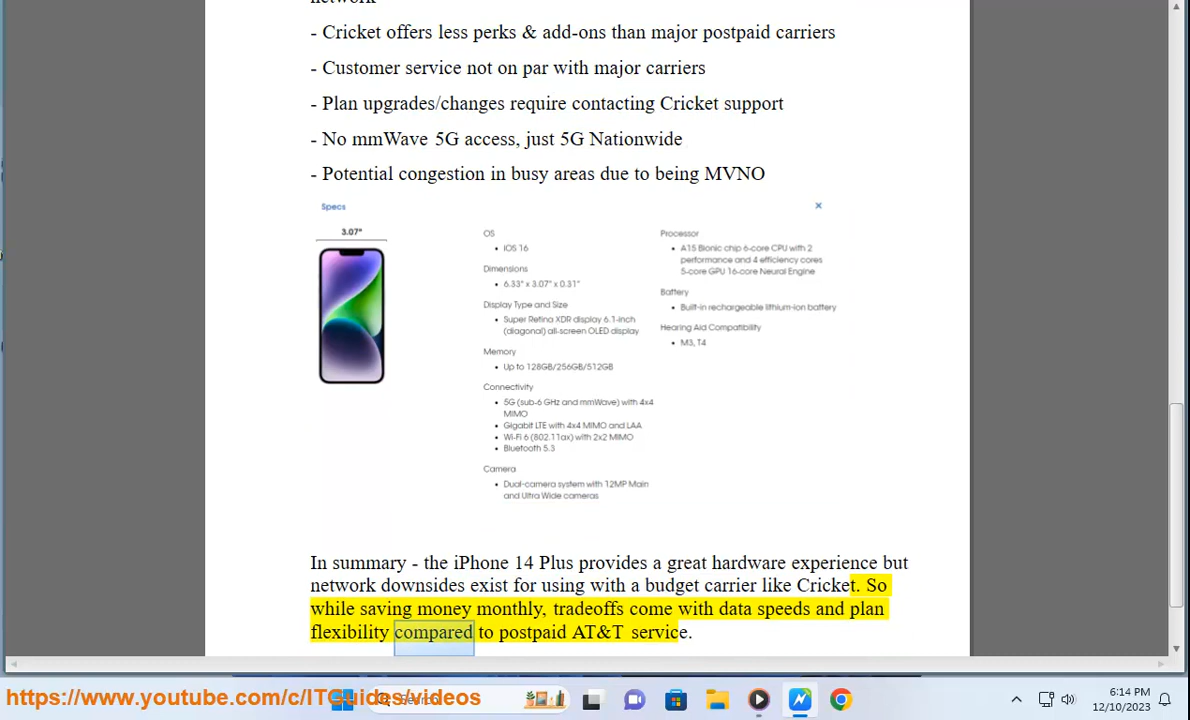 network
- Cricket offers less perks & add-ons than major postpaid carriers
- Customer service not on par with major carriers
- Plan upgrades/changes require contacting Cricket support
- No mmWave 5G access, just 5G Nationwide
- Potential congestion in busy areas due to being MVNO
Specs
3.07"
OS
• iOS 16
Dimensions
• 6.33" x 3.07" x 0.31"
Display Type and Size
• Super Retina XDR display 6.1-inch
(diagonal) all-screen OLED display
Memory
• Up to 128GB/256GB/512GB
Connectivity
• 5G (sub-6 GHz and mmWave) with 4x4
MIMO
• Gigabit LTE with 4x4 MIMO and LAA
• Wi-Fi 6 (802.11ax) with 2x2 MIMO
• Bluetooth 5.3
Camera
• Dual-camera system with 12MP Main
and Ultra Wide cameras
Processor
• A15 Bionic chip 6-core CPU with 2
performance and 4 efficiency cores
5-core GPU 16-core Neural Engine
Battery
• Built-in rechargeable lithium-ion battery
Hearing Aid Compatibility
• M3, T4
In summary - the iPhone 14 Plus provides a great hardware experience but
network downsides exist for using with a budget carrier like Cricket. So
while saving money monthly, tradeoffs come with data speeds and plan
flexibility compared to postpaid AT&T service.
https://www.youtube.com/c/ITGuides/videos
6:14 PM
12/10/2023